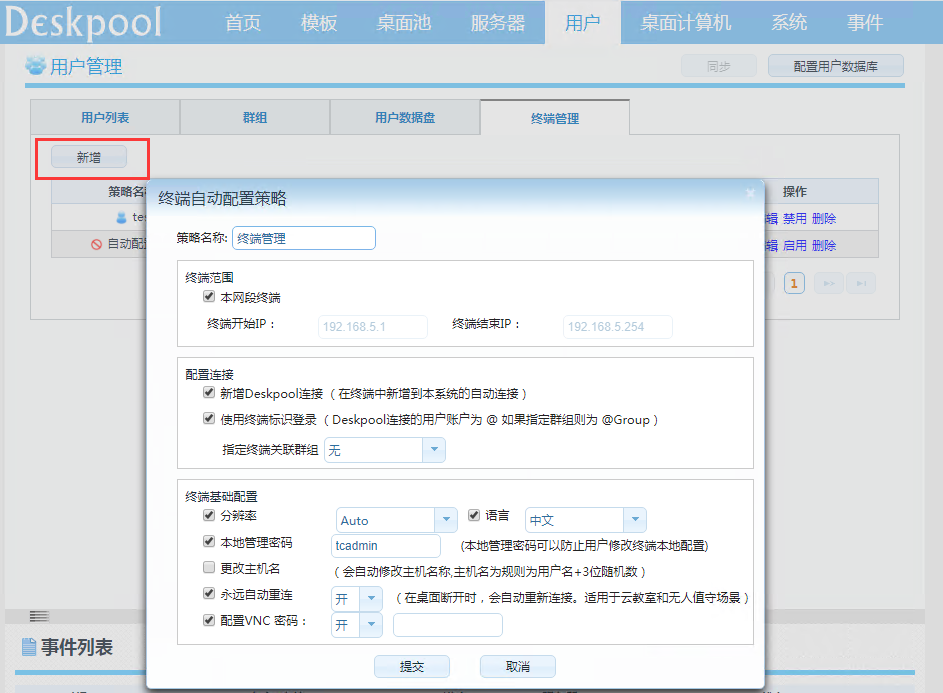 Deskpool 首页 模板 桌面池 服务器 用户 桌面计算机 系统 事件
用户管理 同步 配置用户数据库
用户列表 群组 用户数据盘 终端管理
新增
策略名 操作
te 辑 禁用 删除
自动配 辑 启用 删除
1
终端自动配置策略
策略名称: 终端管理
终端范围
本网段终端
终端开始IP： 192.168.5.1 终端结束IP： 192.168.5.254
配置连接
新增Deskpool连接（在终端中新增到本系统的自动连接）
使用终端标识登录（Deskpool连接的用户账户为 @ 如果指定群组则为 @Group）
指定终端关联群组 无
终端基础配置
分辨率 Auto 语言 中文
本地管理密码 tcadmin (本地管理密码可以防止用户修改终端本地配置)
更改主机名 （会自动修改主机名称,主机名为规则为用户名+3位随机数）
永远自动重连 开 （在桌面断开时，会自动重新连接。适用于云教室和无人值守场景）
配置VNC 密码： 开
提交 取消
事件列表